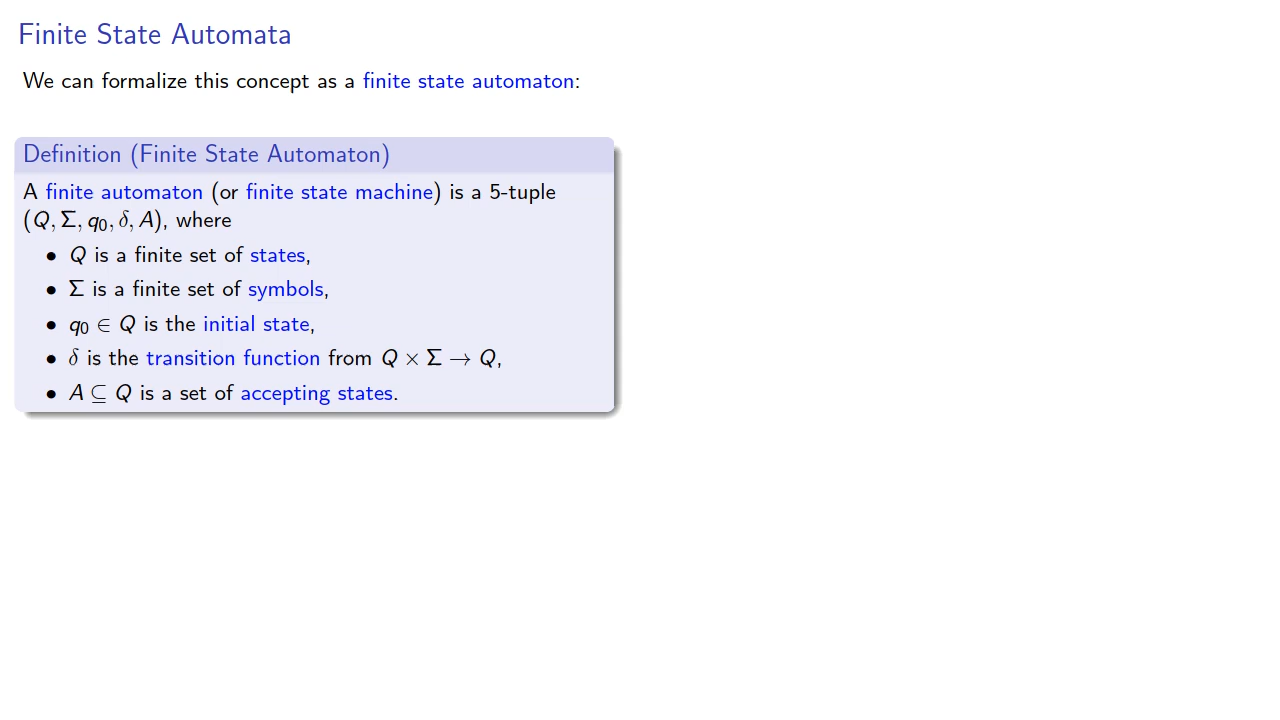 Finite State Automata
We can formalize this concept as a finite state automaton:
Definition (Finite State Automaton)
A finite automaton (or finite state machine) is a 5-tuple
(Q, Σ, q₀, δ, A), where
• Q is a finite set of states,
• Σ is a finite set of symbols,
• q₀ ∈ Q is the initial state,
• δ is the transition function from Q × Σ → Q,
• A ⊆ Q is a set of accepting states.